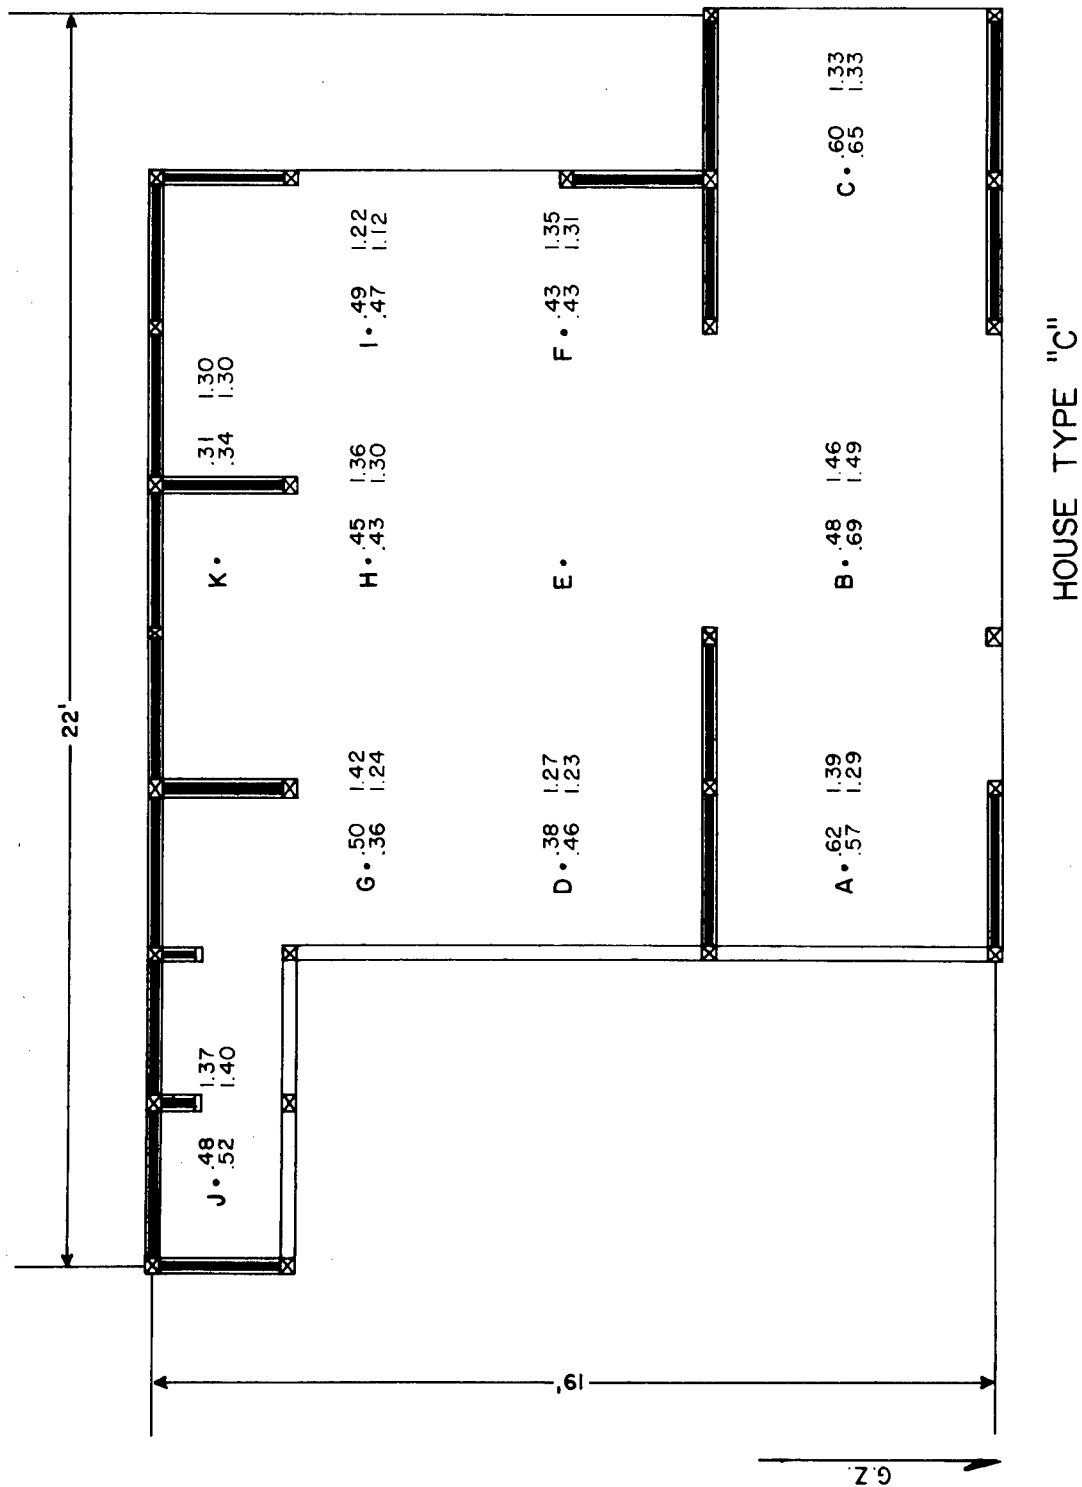 22'
J • .48 1.37 K • .31 1.30
.52 1.40 .34 1.30
G • .50 1.42 H • .45 1.36 I • .49 1.22
.36 1.24 .43 1.30 .47 1.12
19'
D • .38 1.27 E • F • .43 1.35
.46 1.23 .43 1.31
G.Z.
A • .62 1.39 B • .48 1.46 C • .60 1.33
.57 1.29 .69 1.49 .65 1.33
HOUSE TYPE "C"